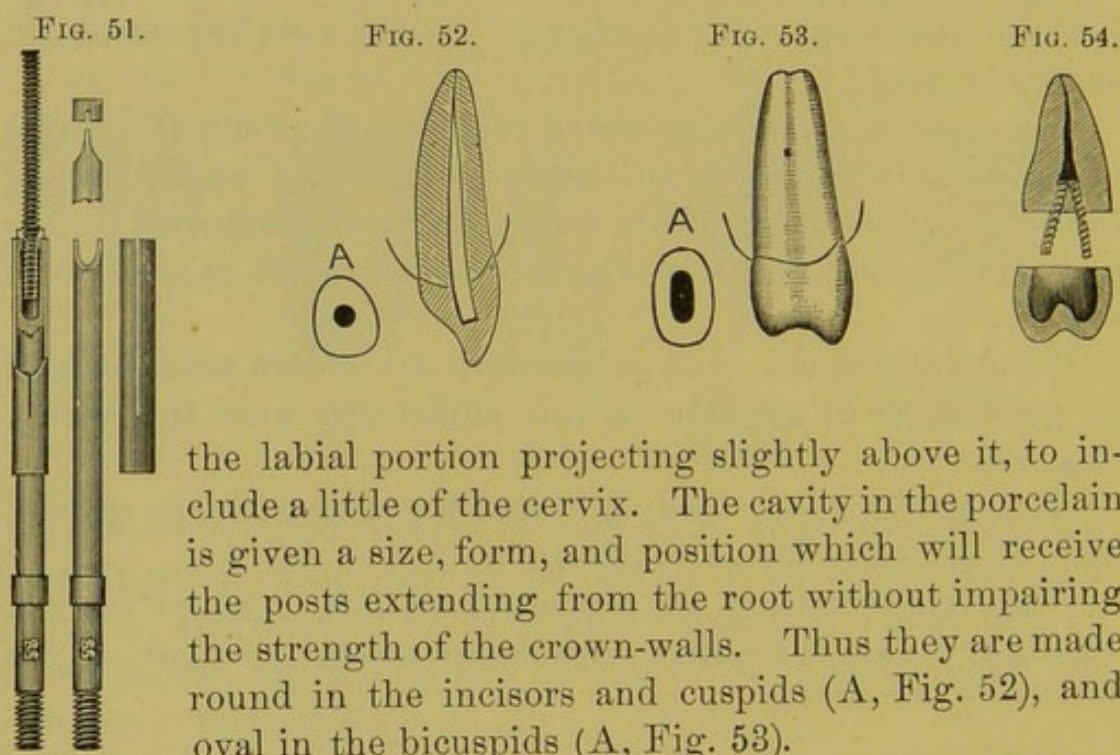 Fig. 51.
Fig. 52.
Fig. 53.
Fig. 54.
A
A
the labial portion projecting slightly above it, to in-
clude a little of the cervix. The cavity in the porcelain
is given a size, form, and position which will receive
the posts extending from the root without impairing
the strength of the crown-walls. Thus they are made
round in the incisors and cuspids (A, Fig. 52), and
oval in the bicuspids (A, Fig. 53).